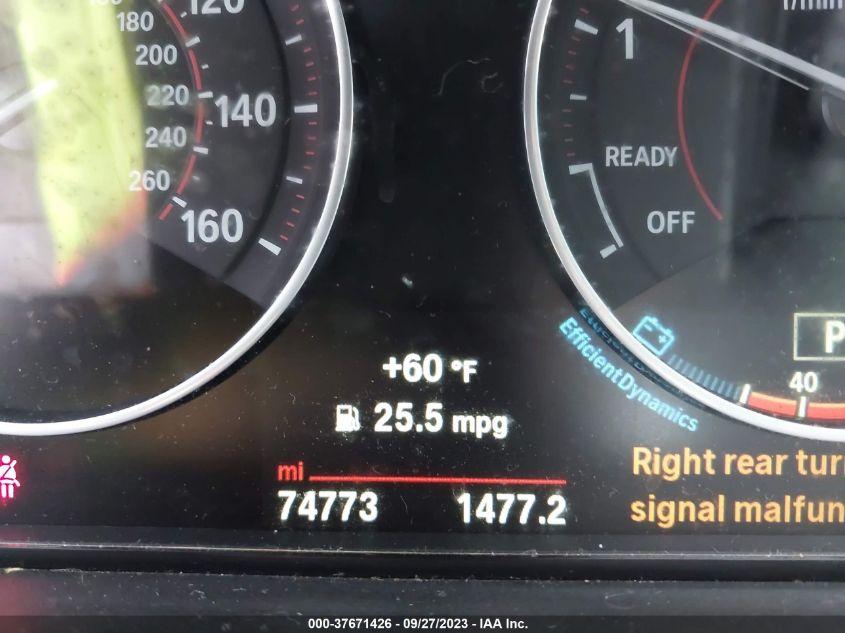 120
180
200
220
140
240
260
160
1
READY
OFF
EfficientDynamics
P
40
+60 °F
25.5 mpg
mi
74773 1477.2
Right rear tur
signal malfun
000-37671426 / 09/27/2023 - IAA Inc.